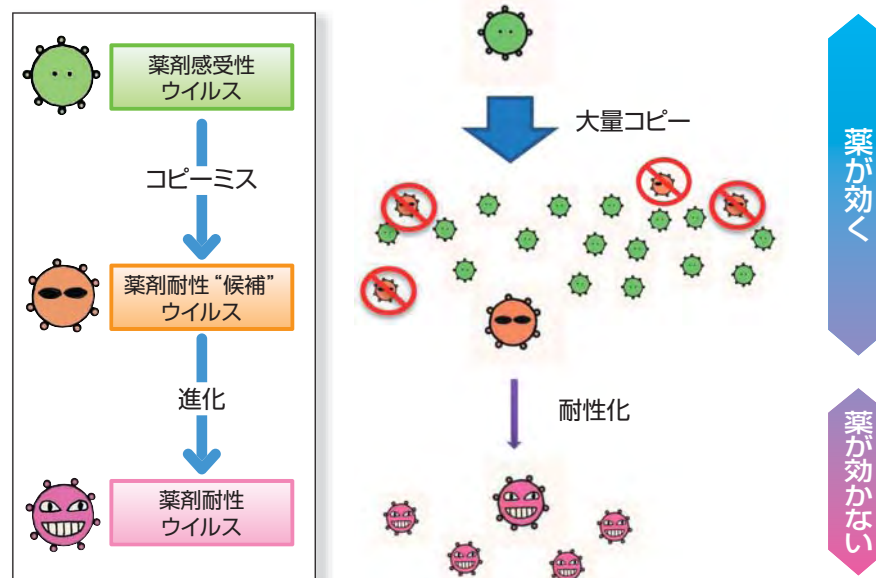 薬剤感受性
ウイルス
コピーミス
薬剤耐性“候補”
ウイルス
進化
薬剤耐性
ウイルス
大量コピー
耐性化
薬が効く
薬が効かない